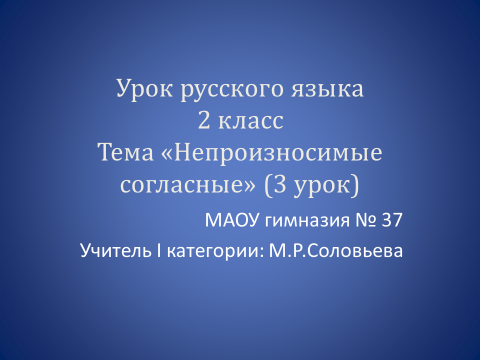 Урок русского языка
2 класс
Тема «Непроизносимые
согласные» (3 урок)
МАОУ гимназия № 37
Учитель I категории: М.Р.Соловьева